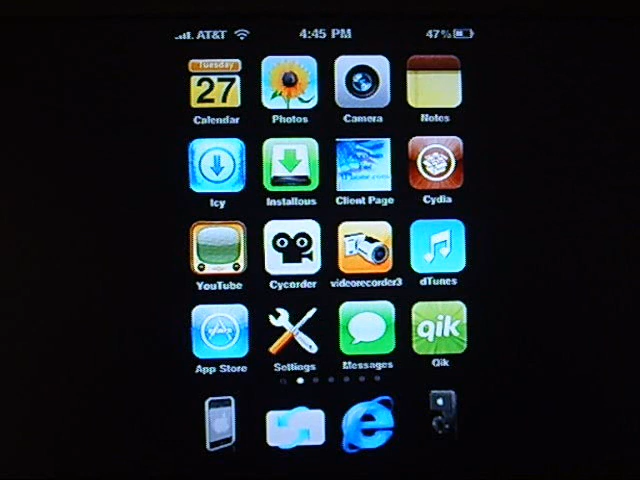 AT&T 4:45 PM 47%
Tuesday
27
Calendar Photos Camera Notes
Icy Installous Client Page Cydia
YouTube Cycorder videorecorder3 dTunes
qik
App Store Settings Messages Qik